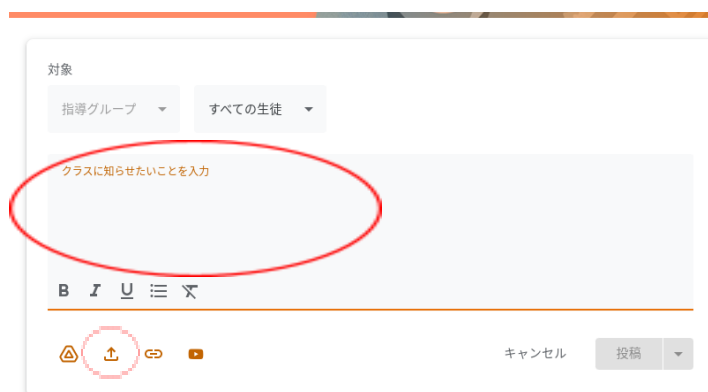 対象
指導グループ
すべての生徒
クラスに知らせたいことを入力
B I U
キャンセル
投稿